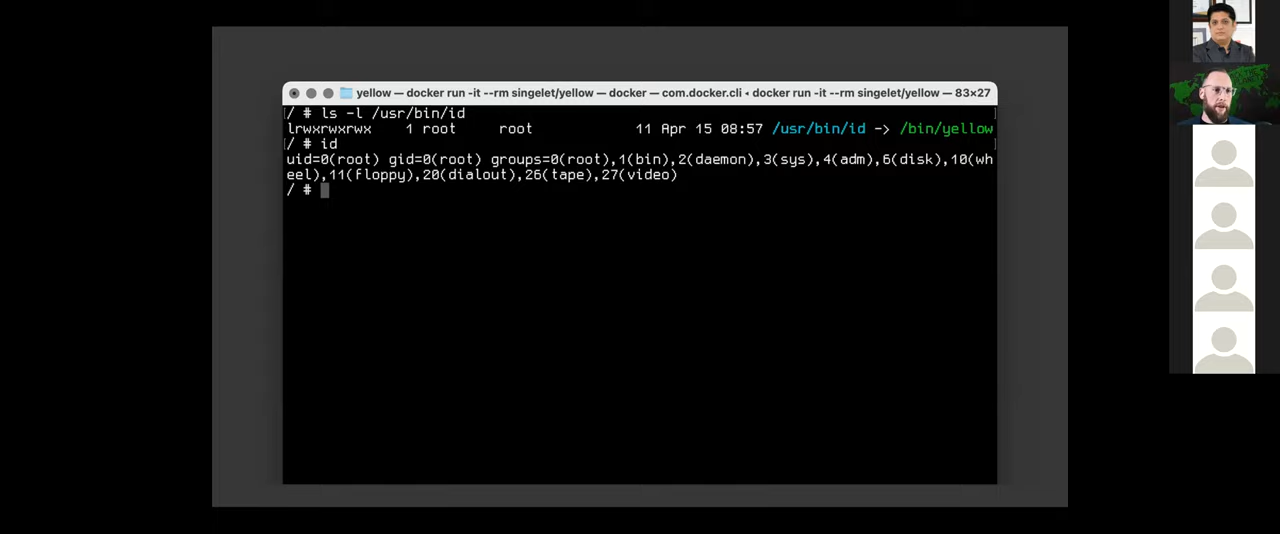 yellow — docker run -it --rm singelet/yellow — docker — com.docker.cli ◂ docker run -it --rm singelet/yellow — 83×27
[/ # ls -l /usr/bin/id ]
lrwxrwxrwx 1 root root 11 Apr 15 08:57 /usr/bin/id -> /bin/yellow
[/ # id ]
uid=0(root) gid=0(root) groups=0(root),1(bin),2(daemon),3(sys),4(adm),6(disk),10(wh
eel),11(floppy),20(dialout),26(tape),27(video)
/ #